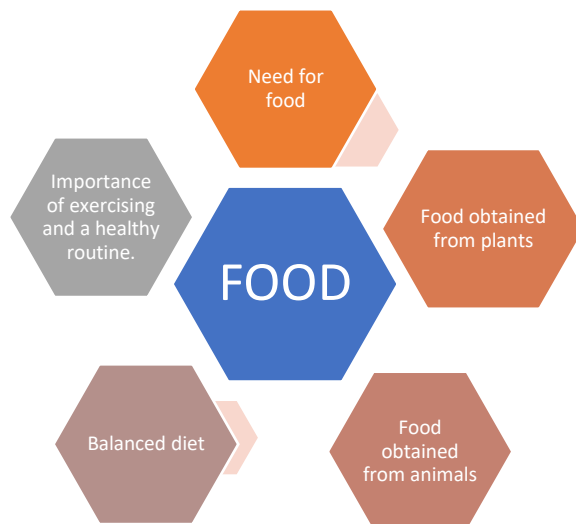 Need for
food
Food obtained
from plants
Food
obtained
from animals
Balanced diet
Importance
of exercising
and a healthy
routine.
FOOD